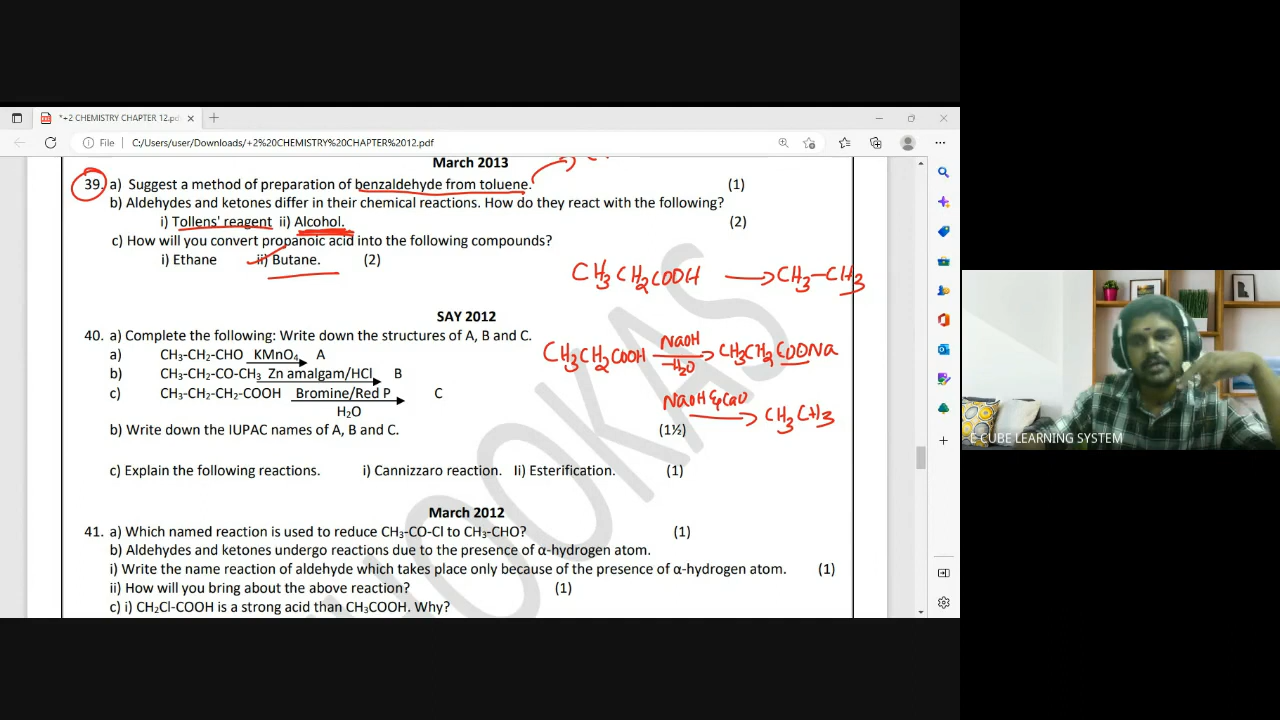 *+2 CHEMISTRY CHAPTER 12.pd
File C:/Users/user/Downloads/+2%20CHEMISTRY%20CHAPTER%2012.pdf
March 2013
39. a) Suggest a method of preparation of benzaldehyde from toluene. (1)
b) Aldehydes and ketones differ in their chemical reactions. How do they react with the following?
i) Tollens' reagent ii) Alcohol. (2)
c) How will you convert propanoic acid into the following compounds?
i) Ethane ii) Butane. (2)
CH3 CH2COOH → CH3–CH3
SAY 2012
40. a) Complete the following: Write down the structures of A, B and C.
a) CH₃-CH₂-CHO KMnO₄ A
b) CH₃-CH₂-CO-CH₃ Zn amalgam/HCl B
c) CH₃-CH₂-CH₂-COOH Bromine/Red P C
H₂O
CH3CH2COOH NaOH → CH3CH2COONa
-H2O
NaOH & CaO → CH3CH3
b) Write down the IUPAC names of A, B and C. (1½)
c) Explain the following reactions. i) Cannizzaro reaction. Ii) Esterification. (1)
March 2012
41. a) Which named reaction is used to reduce CH₃-CO-Cl to CH₃-CHO? (1)
b) Aldehydes and ketones undergo reactions due to the presence of α-hydrogen atom.
i) Write the name reaction of aldehyde which takes place only because of the presence of α-hydrogen atom. (1)
ii) How will you bring about the above reaction? (1)
c) i) CH₂Cl-COOH is a strong acid than CH₃COOH. Why?
CUBE LEARNING SYSTEM